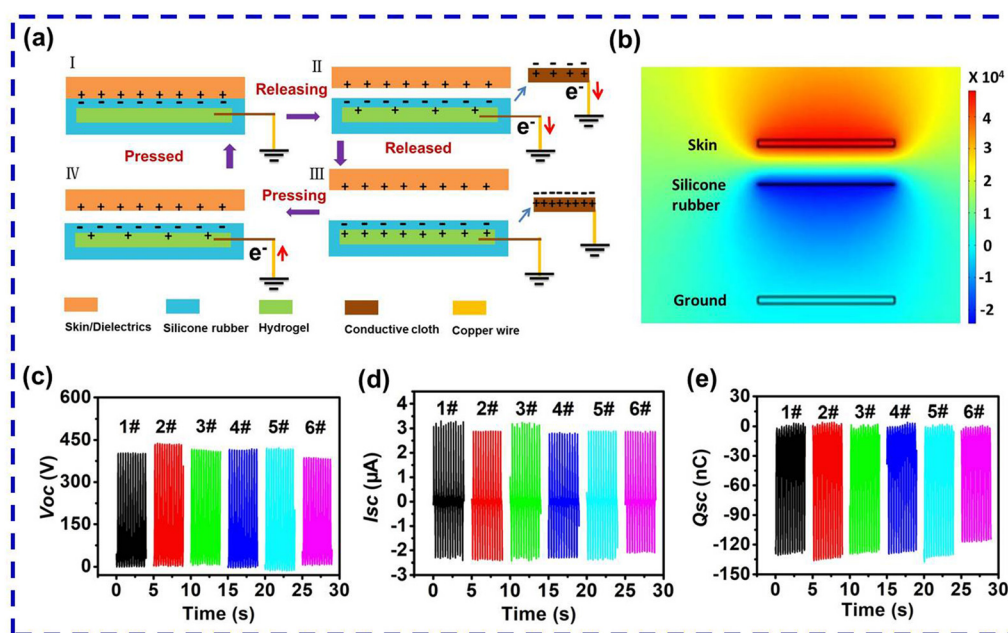 (a)
I
II
Releasing
e-
e-
Pressed
Released
IV
III
Pressing
e-
Skin/Dielectrics
Silicone rubber
Hydrogel
Conductive cloth
Copper wire
(b)
X 10⁴
Skin
Silicone
rubber
Ground
4
3
2
1
0
-1
-2
(c)
Voc (V)
600
450
300
150
0
1# 2# 3# 4# 5# 6#
0 5 10 15 20 25 30
Time (s)
(d)
Isc (µA)
4
3
2
1
0
-1
-2
-3
1# 2# 3# 4# 5# 6#
0 5 10 15 20 25 30
Time (s)
(e)
Qsc (nC)
30
0
-30
-60
-90
-120
-150
1# 2# 3# 4# 5# 6#
0 5 10 15 20 25 30
Time (s)